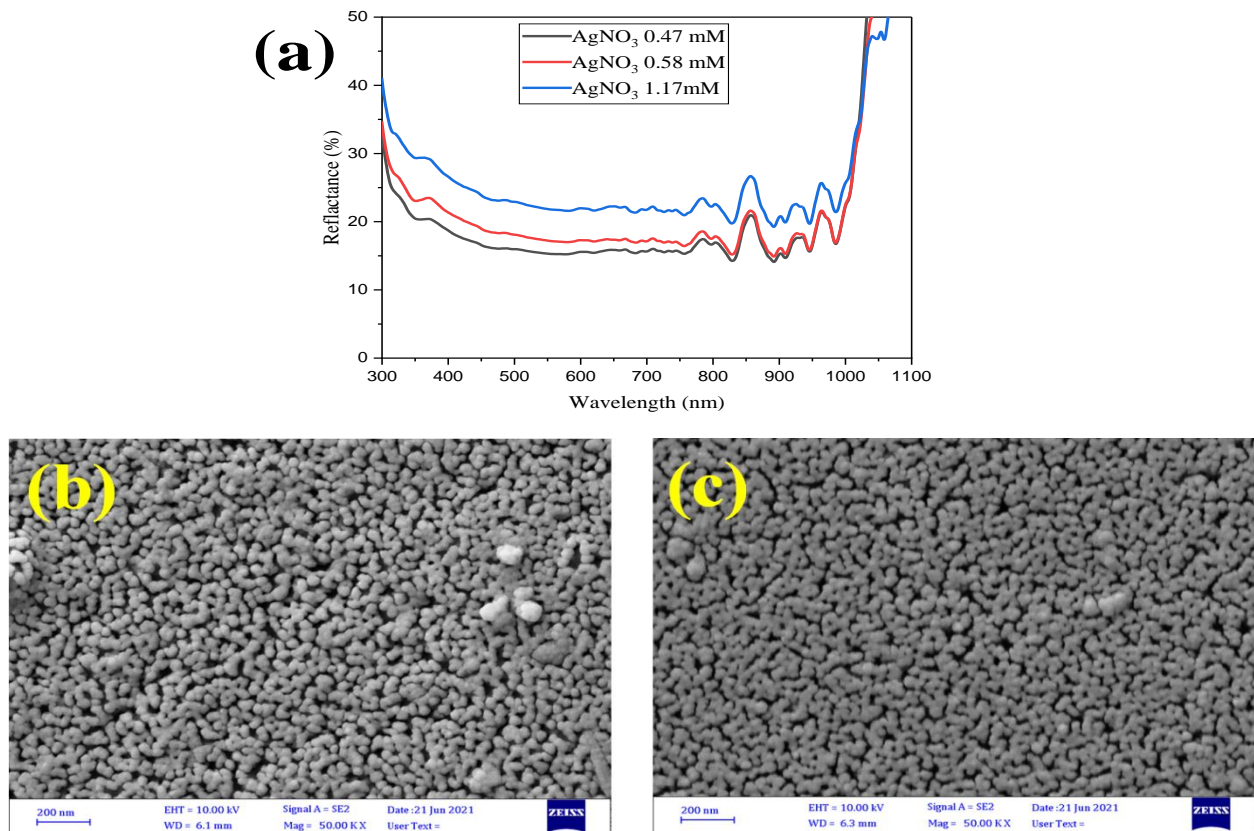 (a)
AgNO₃ 0.47 mM
AgNO₃ 0.58 mM
AgNO₃ 1.17mM
50
40
30
20
10
0
Reflectance (%)
300 400 500 600 700 800 900 1000 1100
Wavelength (nm)
(b)
200 nm EHT = 10.00 kV Signal A = SE2 Date :21 Jun 2021 ZEISS
WD = 6.1 mm Mag = 50.00 K X User Text =
(c)
200 nm EHT = 10.00 kV Signal A = SE2 Date :21 Jun 2021 ZEISS
WD = 6.3 mm Mag = 50.00 K X User Text =